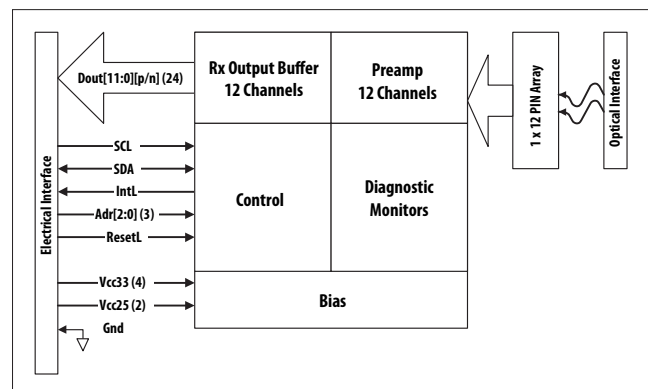 Electrical Interface
Dout[11:0][p/n] (24)
SCL
SDA
IntL
Adr[2:0] (3)
ResetL
Vcc33 (4)
Vcc25 (2)
Gnd
Rx Output Buffer
12 Channels
Preamp
12 Channels
Control
Diagnostic
Monitors
Bias
1 x 12 PIN Array
Optical Interface